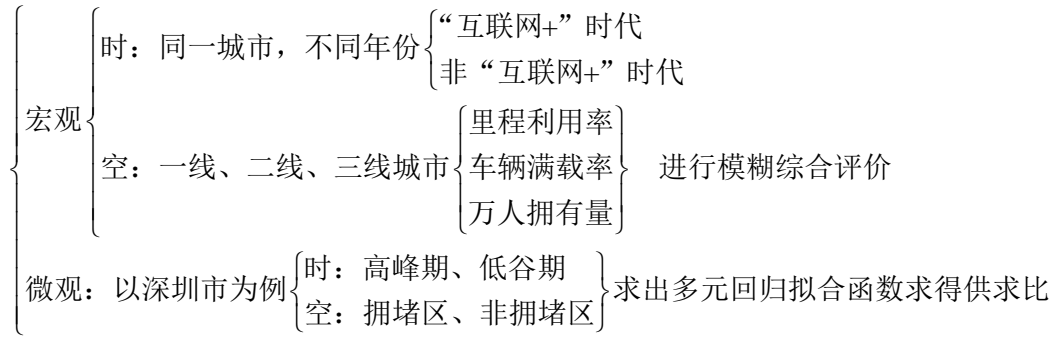 宏观
时：同一城市，不同年份
“互联网+”时代
非“互联网+”时代
空：一线、二线、三线城市
里程利用率
车辆满载率
万人拥有量
进行模糊综合评价
微观：以深圳市为例
时：高峰期、低谷期
空：拥堵区、非拥堵区
求出多元回归拟合函数求得供求比